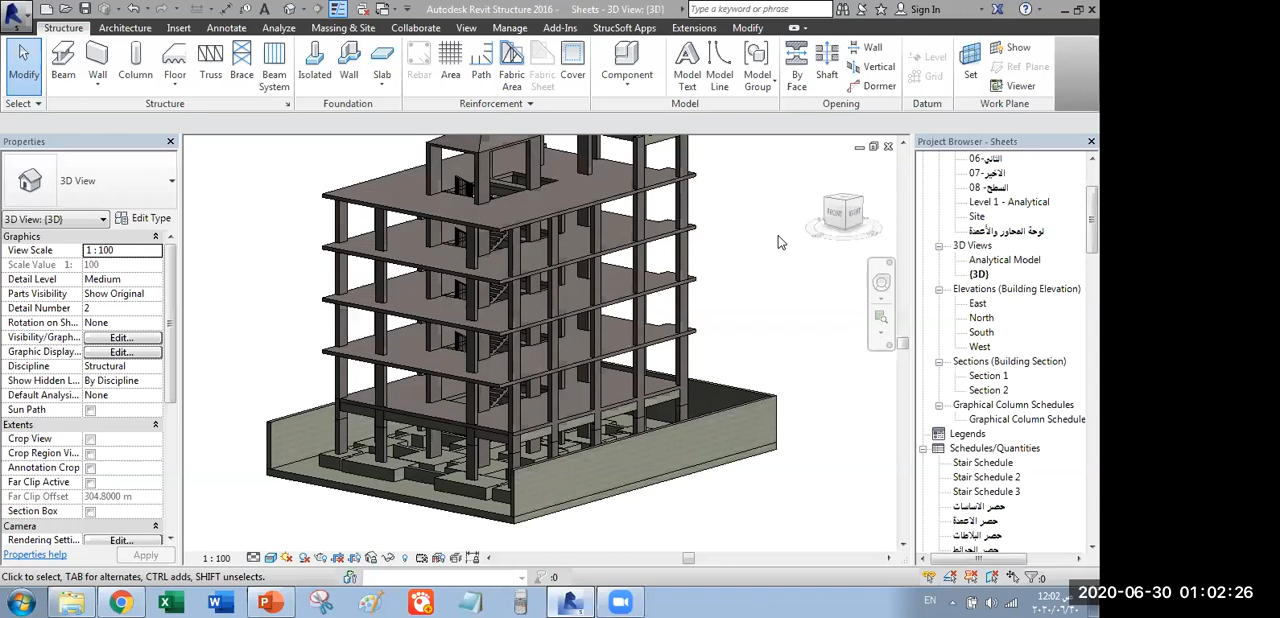 Autodesk Revit Structure 2016 - Sheets - 3D View: {3D}
Type a keyword or phrase
Sign In
Structure Architecture Insert Annotate Analyze Massing & Site Collaborate View Manage Add-Ins StrucSoft Apps Extensions Modify
Modify Beam Wall Column Floor Truss Brace Beam System Isolated Wall Slab Rebar Area Path Fabric Area Fabric Sheet Cover Component Model Text Model Line Model Group By Face Shaft Wall Vertical Dormer Level Grid Set Show Ref Plane Viewer
Select Structure Foundation Reinforcement Model Opening Datum Work Plane
Properties
3D View
3D View: {3D} Edit Type
Graphics
View Scale 1 : 100
Scale Value 1: 100
Detail Level Medium
Parts Visibility Show Original
Detail Number 2
Rotation on Sh... None
Visibility/Graph... Edit...
Graphic Display... Edit...
Discipline Structural
Show Hidden L... By Discipline
Default Analysi... None
Sun Path
Extents
Crop View
Crop Region Vi...
Annotation Crop
Far Clip Active
Far Clip Offset 304.8000 m
Section Box
Camera
Rendering Setti... Edit...
Properties help Apply
FRONT RIGHT
Project Browser - Sheets
06-الثاني
07-الاخير
08 -السطح
Level 1 - Analytical
Site
لوحة المحاور والأعمدة
3D Views
Analytical Model
{3D}
Elevations (Building Elevation)
East
North
South
West
Sections (Building Section)
Section 1
Section 2
Graphical Column Schedules
Graphical Column Schedule
Legends
Schedules/Quantities
Stair Schedule
Stair Schedule 2
Stair Schedule 3
حصر الاساسات
حصر الاعمدة
حصر البلاطات
حصر الحوائط
1 : 100
Click to select, TAB for alternates, CTRL adds, SHIFT unselects.
:0
:0
EN
12:02 ص
٢٠٢٠/٠٦/٣٠
2020-06-30 01:02:26